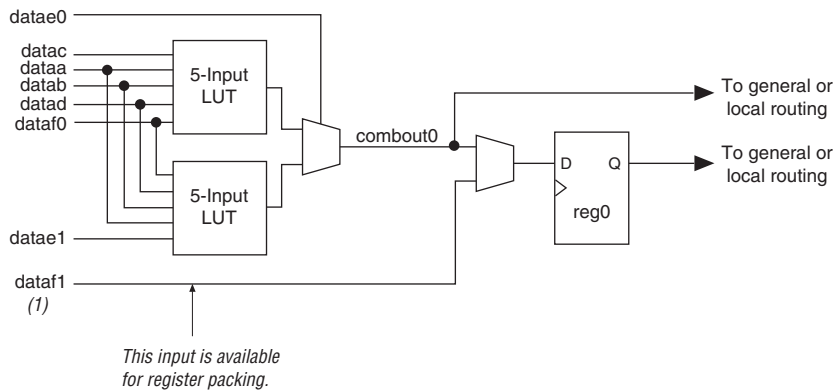 datae0
datac
dataa
datab
datad
dataf0
5-Input
LUT
combout0
To general or
local routing
D Q
reg0
To general or
local routing
5-Input
LUT
datae1
dataf1
(1)
This input is available
for register packing.